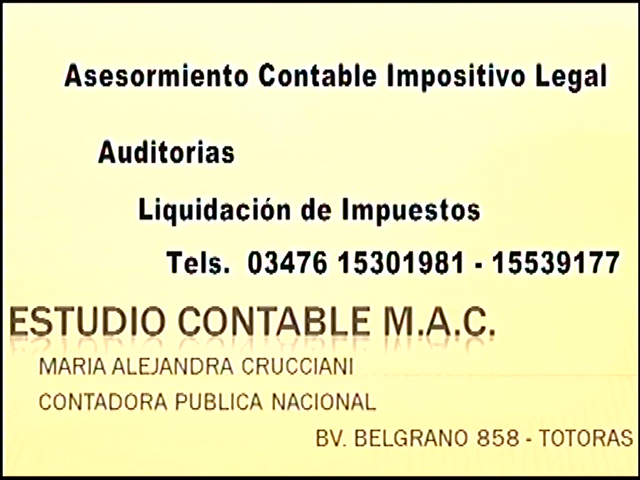 Asesormiento Contable Impositivo Legal
Auditorias
Liquidación de Impuestos
Tels. 03476 15301981 - 15539177
ESTUDIO CONTABLE M.A.C.
MARIA ALEJANDRA CRUCCIANI
CONTADORA PUBLICA NACIONAL
BV. BELGRANO 858 - TOTORAS